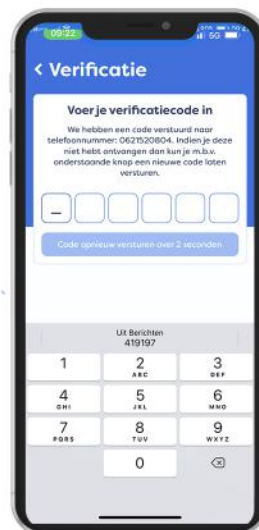 09:22
5G
< Verificatie
Voer je verificatiecode in
We hebben een code verstuurd naar
telefoonnummer: 0621520804. Indien je deze
niet hebt ontvangen dan kun je m.b.v.
onderstaande knop een nieuwe code laten
versturen.
Code opnieuw versturen over 2 seconden
Uit Berichten
419197
1 2 3
ABC DEF
4 5 6
GHI JKL MNO
7 8 9
PQRS TUV WXYZ
0